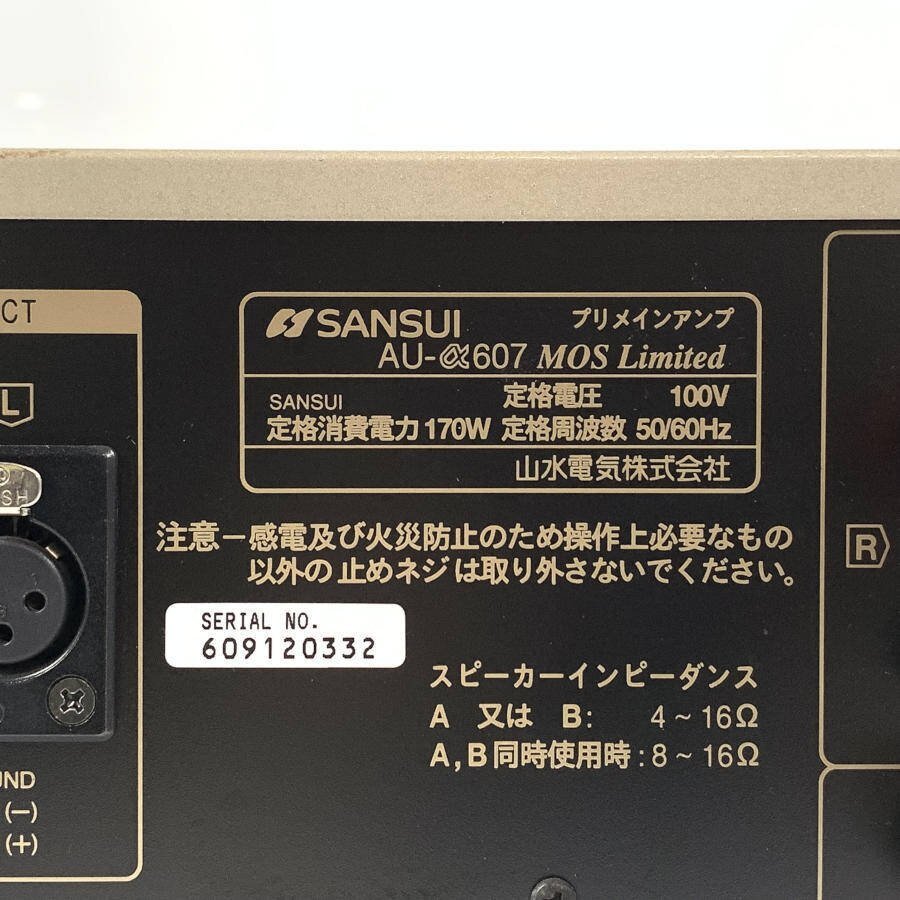 CT
L
SH
UND
(−)
(+)
SANSUI プリメインアンプ
AU-α607 MOS Limited
SANSUI 定格電圧 100V
定格消費電力 170W 定格周波数 50/60Hz
山水電気株式会社
注意－感電及び火災防止のため操作上必要なもの
以外の止めネジは取り外さないでください。
SERIAL NO.
609120332
スピーカーインピーダンス
A 又は B: 4～16Ω
A,B同時使用時:8～16Ω
R